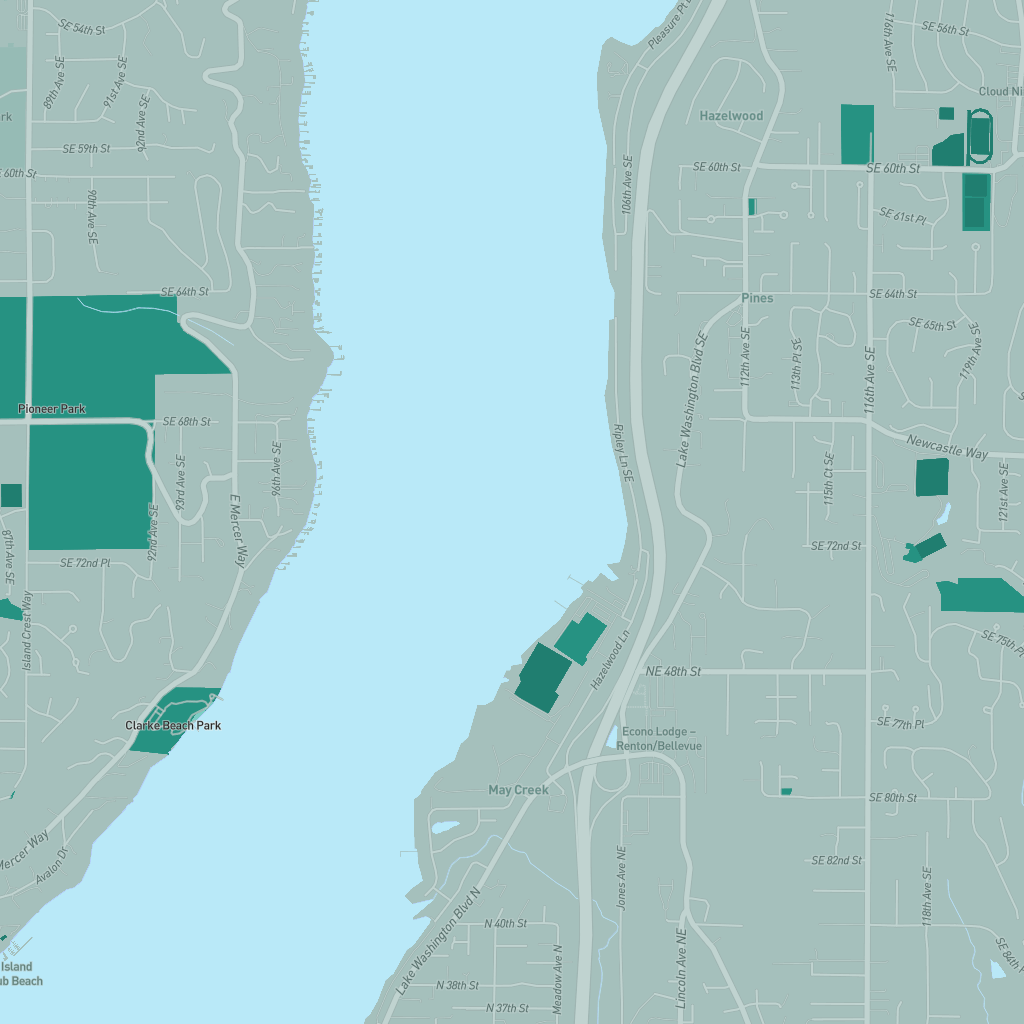 SE 54th St
89th Ave SE
91st Ave SE
92nd Ave SE
SE 59th St
SE 60th St
90th Ave SE
SE 64th St
Pioneer Park
SE 68th St
93rd Ave SE
96th Ave SE
E Mercer Way
92nd Ave SE
SE 72nd Pl
87th Ave SE
Island Crest Way
Clarke Beach Park
Mercer Way
Avalon Dr
Island
ub Beach
Pleasure Pt
116th Ave SE
SE 56th St
Cloud Ni
Hazelwood
106th Ave SE
SE 60th St
SE 60th St
SE 61st Pl
SE 64th St
Pines
SE 65th St
119th Ave SE
112th Ave SE
113th Pl SE
116th Ave SE
Lake Washington Blvd SE
Ripley Ln SE
Newcastle Way
115th Ct SE
121st Ave SE
SE 72nd St
SE 75th Pl
Hazelwood Ln
NE 48th St
SE 77th Pl
Econo Lodge –
Renton/Bellevue
May Creek
SE 80th St
SE 82nd St
Jones Ave NE
118th Ave SE
Lake Washington Blvd N
N 40th St
Meadow Ave N
Lincoln Ave NE
SE 84th
N 38th St
N 37th St